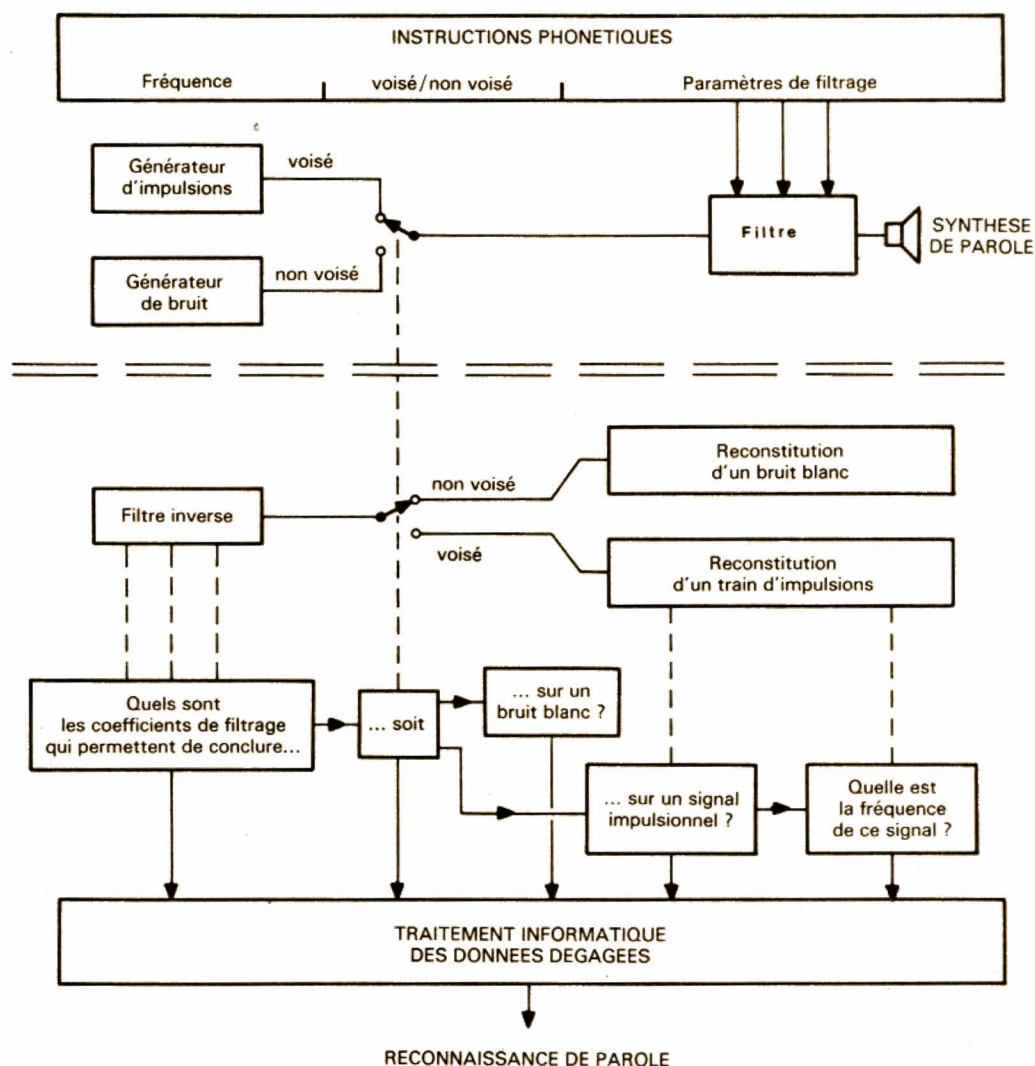 INSTRUCTIONS PHONETIQUES
Fréquence
voisé/non voisé
Paramètres de filtrage
Générateur
d'impulsions
voisé
Générateur
de bruit
non voisé
Filtre
SYNTHESE
DE PAROLE
Filtre inverse
non voisé
voisé
Reconstitution
d'un bruit blanc
Reconstitution
d'un train d'impulsions
Quels sont
les coefficients de filtrage
qui permettent de conclure...
... soit
... sur un
bruit blanc ?
... sur un signal
impulsionnel ?
Quelle est
la fréquence
de ce signal ?
TRAITEMENT INFORMATIQUE
DES DONNEES DEGAGEES
RECONNAISSANCE DE PAROLE